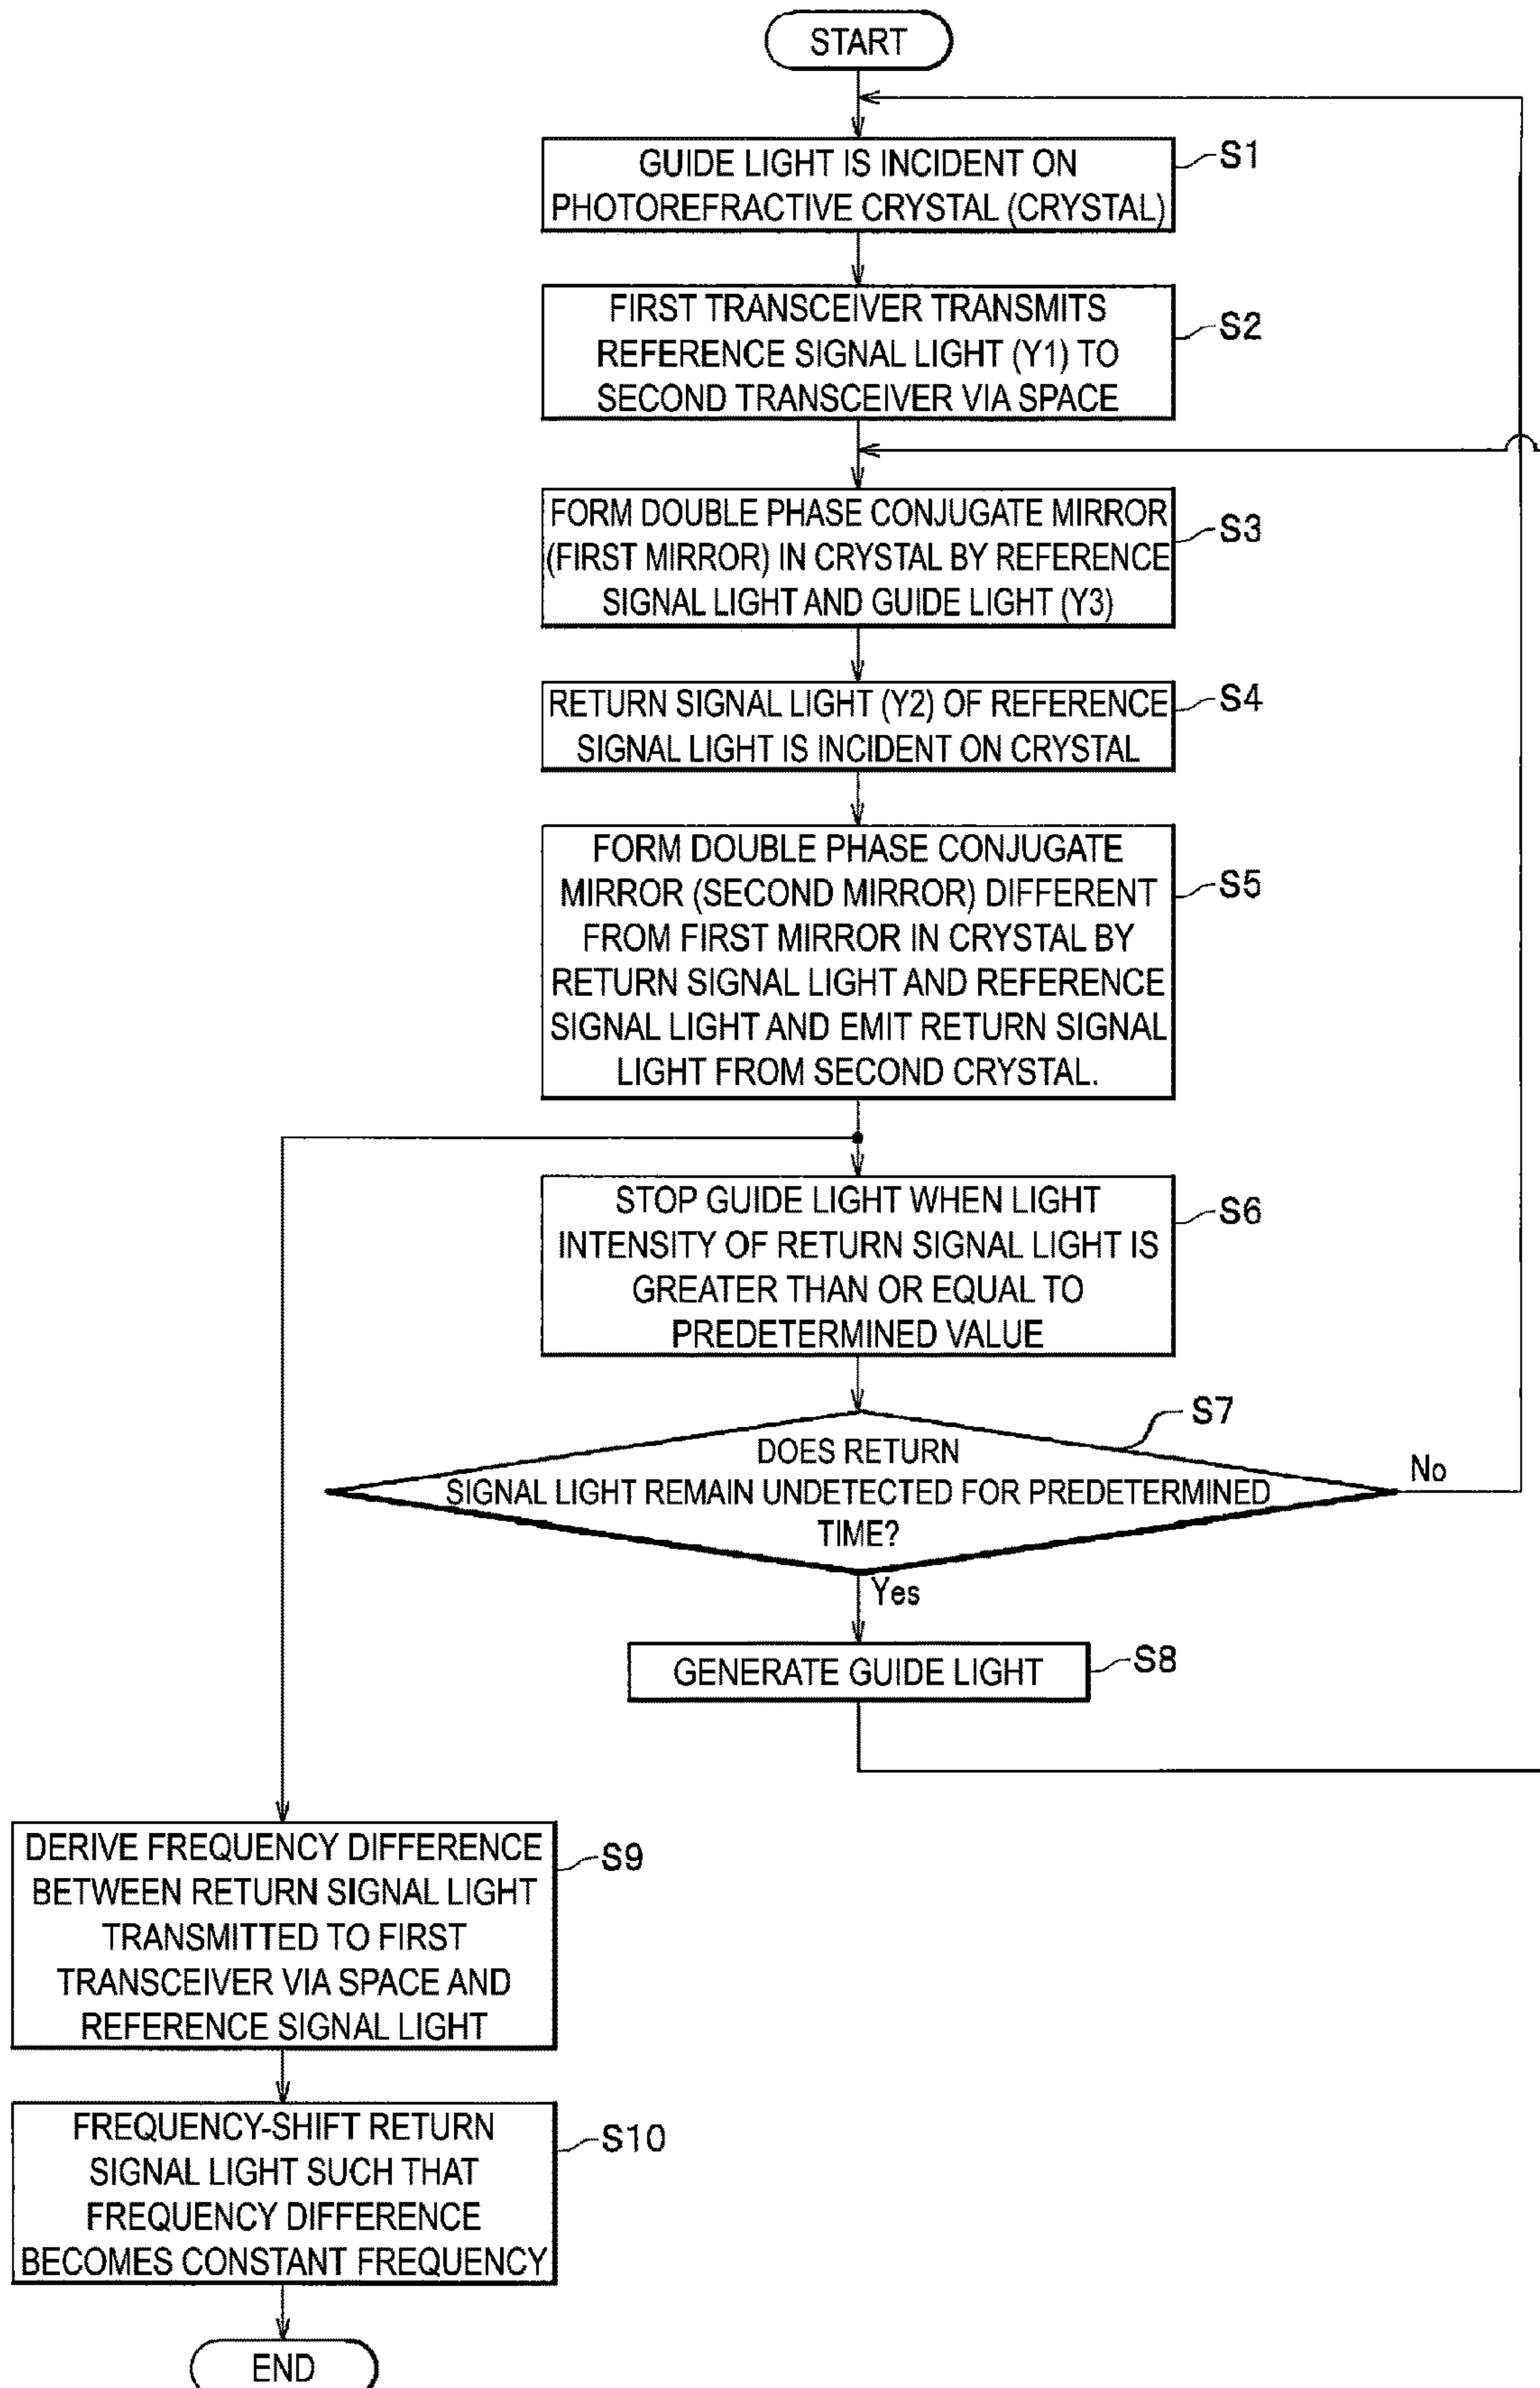 START
GUIDE LIGHT IS INCIDENT ON
PHOTOREFRACTIVE CRYSTAL (CRYSTAL)
S1
FIRST TRANSCEIVER TRANSMITS
REFERENCE SIGNAL LIGHT (Y1) TO
SECOND TRANSCEIVER VIA SPACE
S2
FORM DOUBLE PHASE CONJUGATE MIRROR
(FIRST MIRROR) IN CRYSTAL BY REFERENCE
SIGNAL LIGHT AND GUIDE LIGHT (Y3)
S3
RETURN SIGNAL LIGHT (Y2) OF REFERENCE
SIGNAL LIGHT IS INCIDENT ON CRYSTAL
S4
FORM DOUBLE PHASE CONJUGATE
MIRROR (SECOND MIRROR) DIFFERENT
FROM FIRST MIRROR IN CRYSTAL BY
RETURN SIGNAL LIGHT AND REFERENCE
SIGNAL LIGHT AND EMIT RETURN SIGNAL
LIGHT FROM SECOND CRYSTAL.
S5
STOP GUIDE LIGHT WHEN LIGHT
INTENSITY OF RETURN SIGNAL LIGHT IS
GREATER THAN OR EQUAL TO
PREDETERMINED VALUE
S6
DOES RETURN
SIGNAL LIGHT REMAIN UNDETECTED FOR PREDETERMINED
TIME?
S7
No
Yes
GENERATE GUIDE LIGHT
S8
DERIVE FREQUENCY DIFFERENCE
BETWEEN RETURN SIGNAL LIGHT
TRANSMITTED TO FIRST
TRANSCEIVER VIA SPACE AND
REFERENCE SIGNAL LIGHT
S9
FREQUENCY-SHIFT RETURN
SIGNAL LIGHT SUCH THAT
FREQUENCY DIFFERENCE
BECOMES CONSTANT FREQUENCY
S10
END